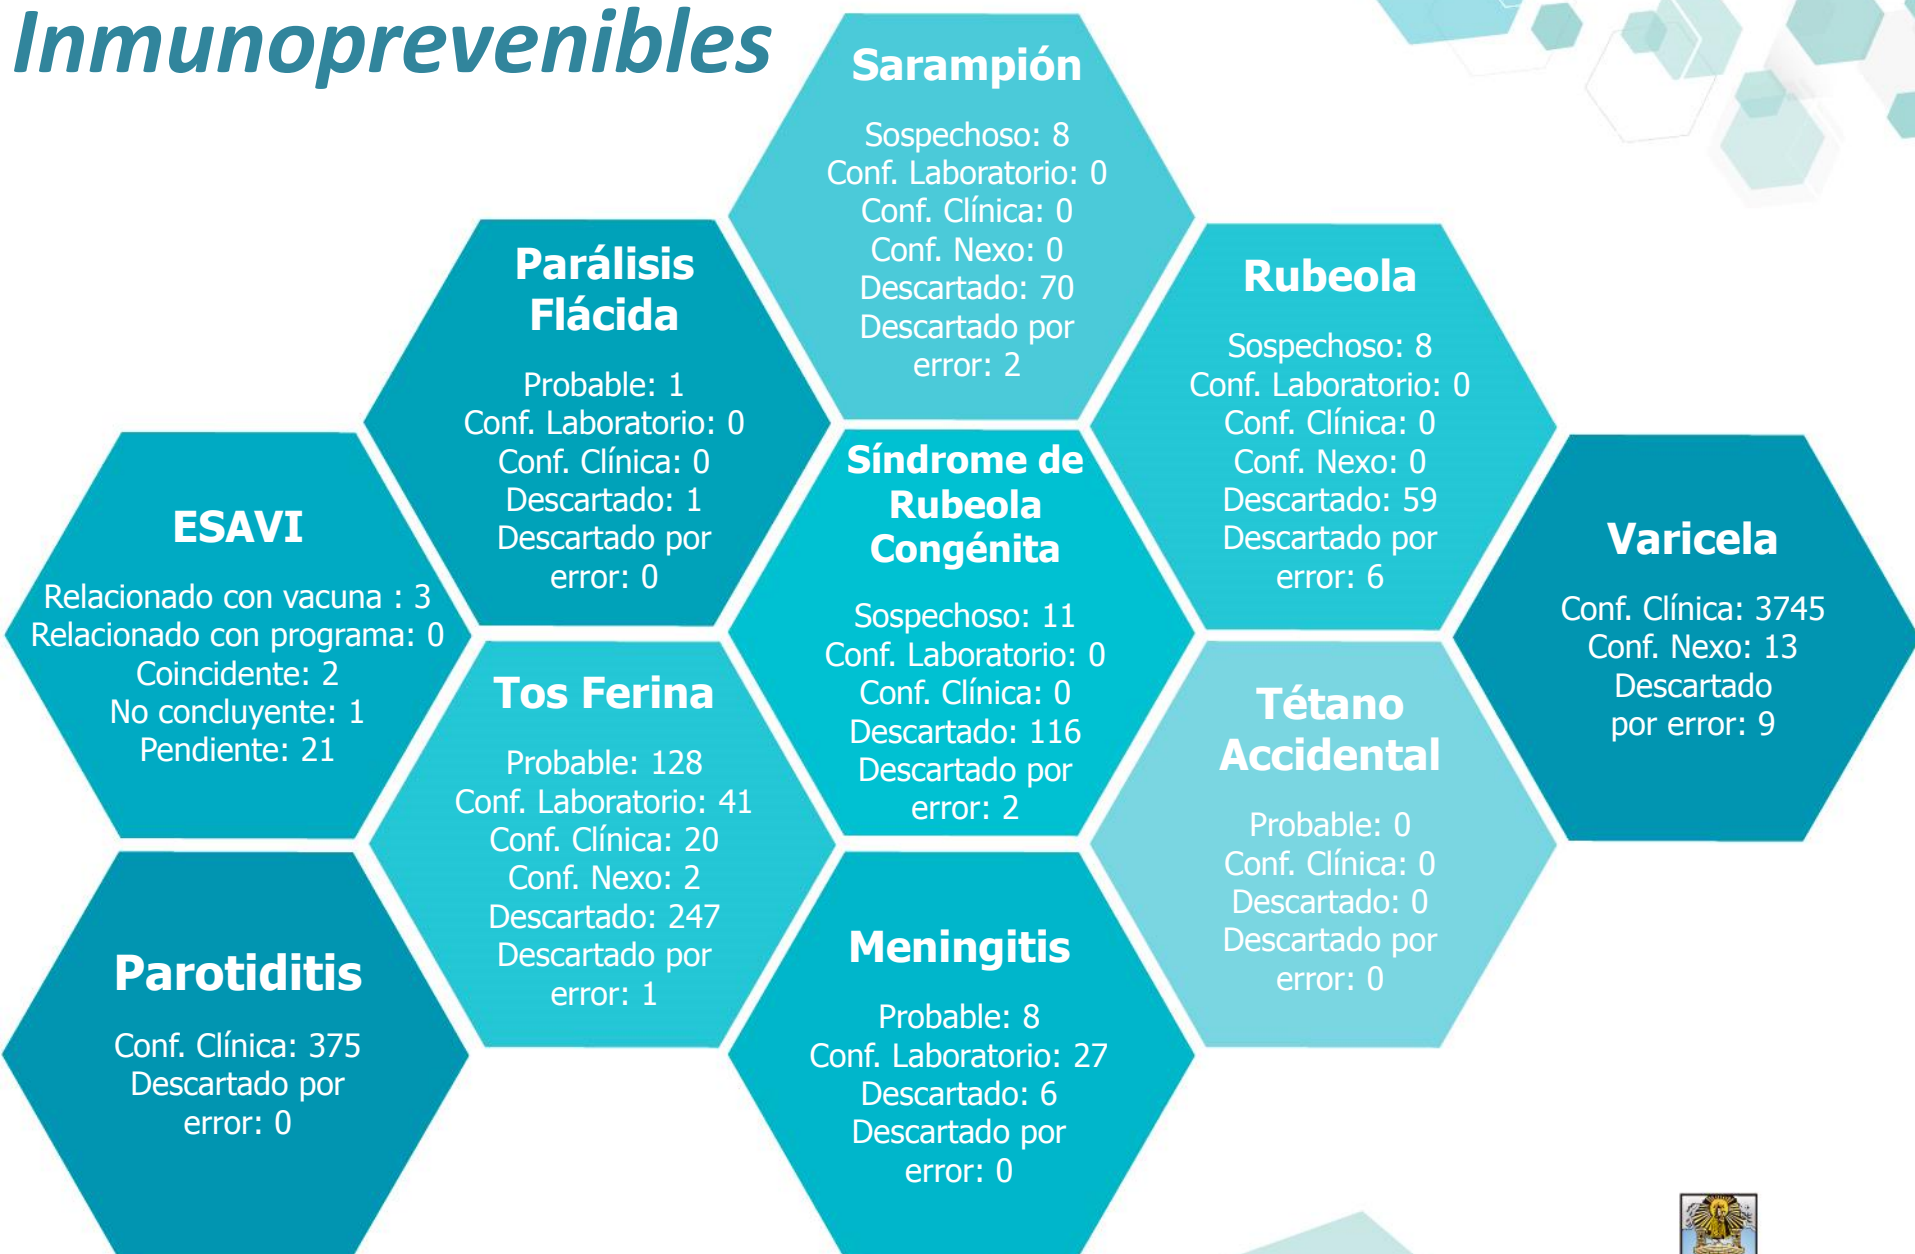 Inmunoprevenibles
Sarampión
Sospechoso: 8
Conf. Laboratorio: 0
Conf. Clínica: 0
Conf. Nexo: 0
Descartado: 70
Descartado por
error: 2
Parálisis
Flácida
Probable: 1
Conf. Laboratorio: 0
Conf. Clínica: 0
Descartado: 1
Descartado por
error: 0
Rubeola
Sospechoso: 8
Conf. Laboratorio: 0
Conf. Clínica: 0
Conf. Nexo: 0
Descartado: 59
Descartado por
error: 6
ESAVI
Relacionado con vacuna : 3
Relacionado con programa: 0
Coincidente: 2
No concluyente: 1
Pendiente: 21
Síndrome de
Rubeola
Congénita
Sospechoso: 11
Conf. Laboratorio: 0
Conf. Clínica: 0
Descartado: 116
Descartado por
error: 2
Varicela
Conf. Clínica: 3745
Conf. Nexo: 13
Descartado
por error: 9
Tos Ferina
Probable: 128
Conf. Laboratorio: 41
Conf. Clínica: 20
Conf. Nexo: 2
Descartado: 247
Descartado por
error: 1
Tétano
Accidental
Probable: 0
Conf. Clínica: 0
Descartado: 0
Descartado por
error: 0
Parotiditis
Conf. Clínica: 375
Descartado por
error: 0
Meningitis
Probable: 8
Conf. Laboratorio: 27
Descartado: 6
Descartado por
error: 0